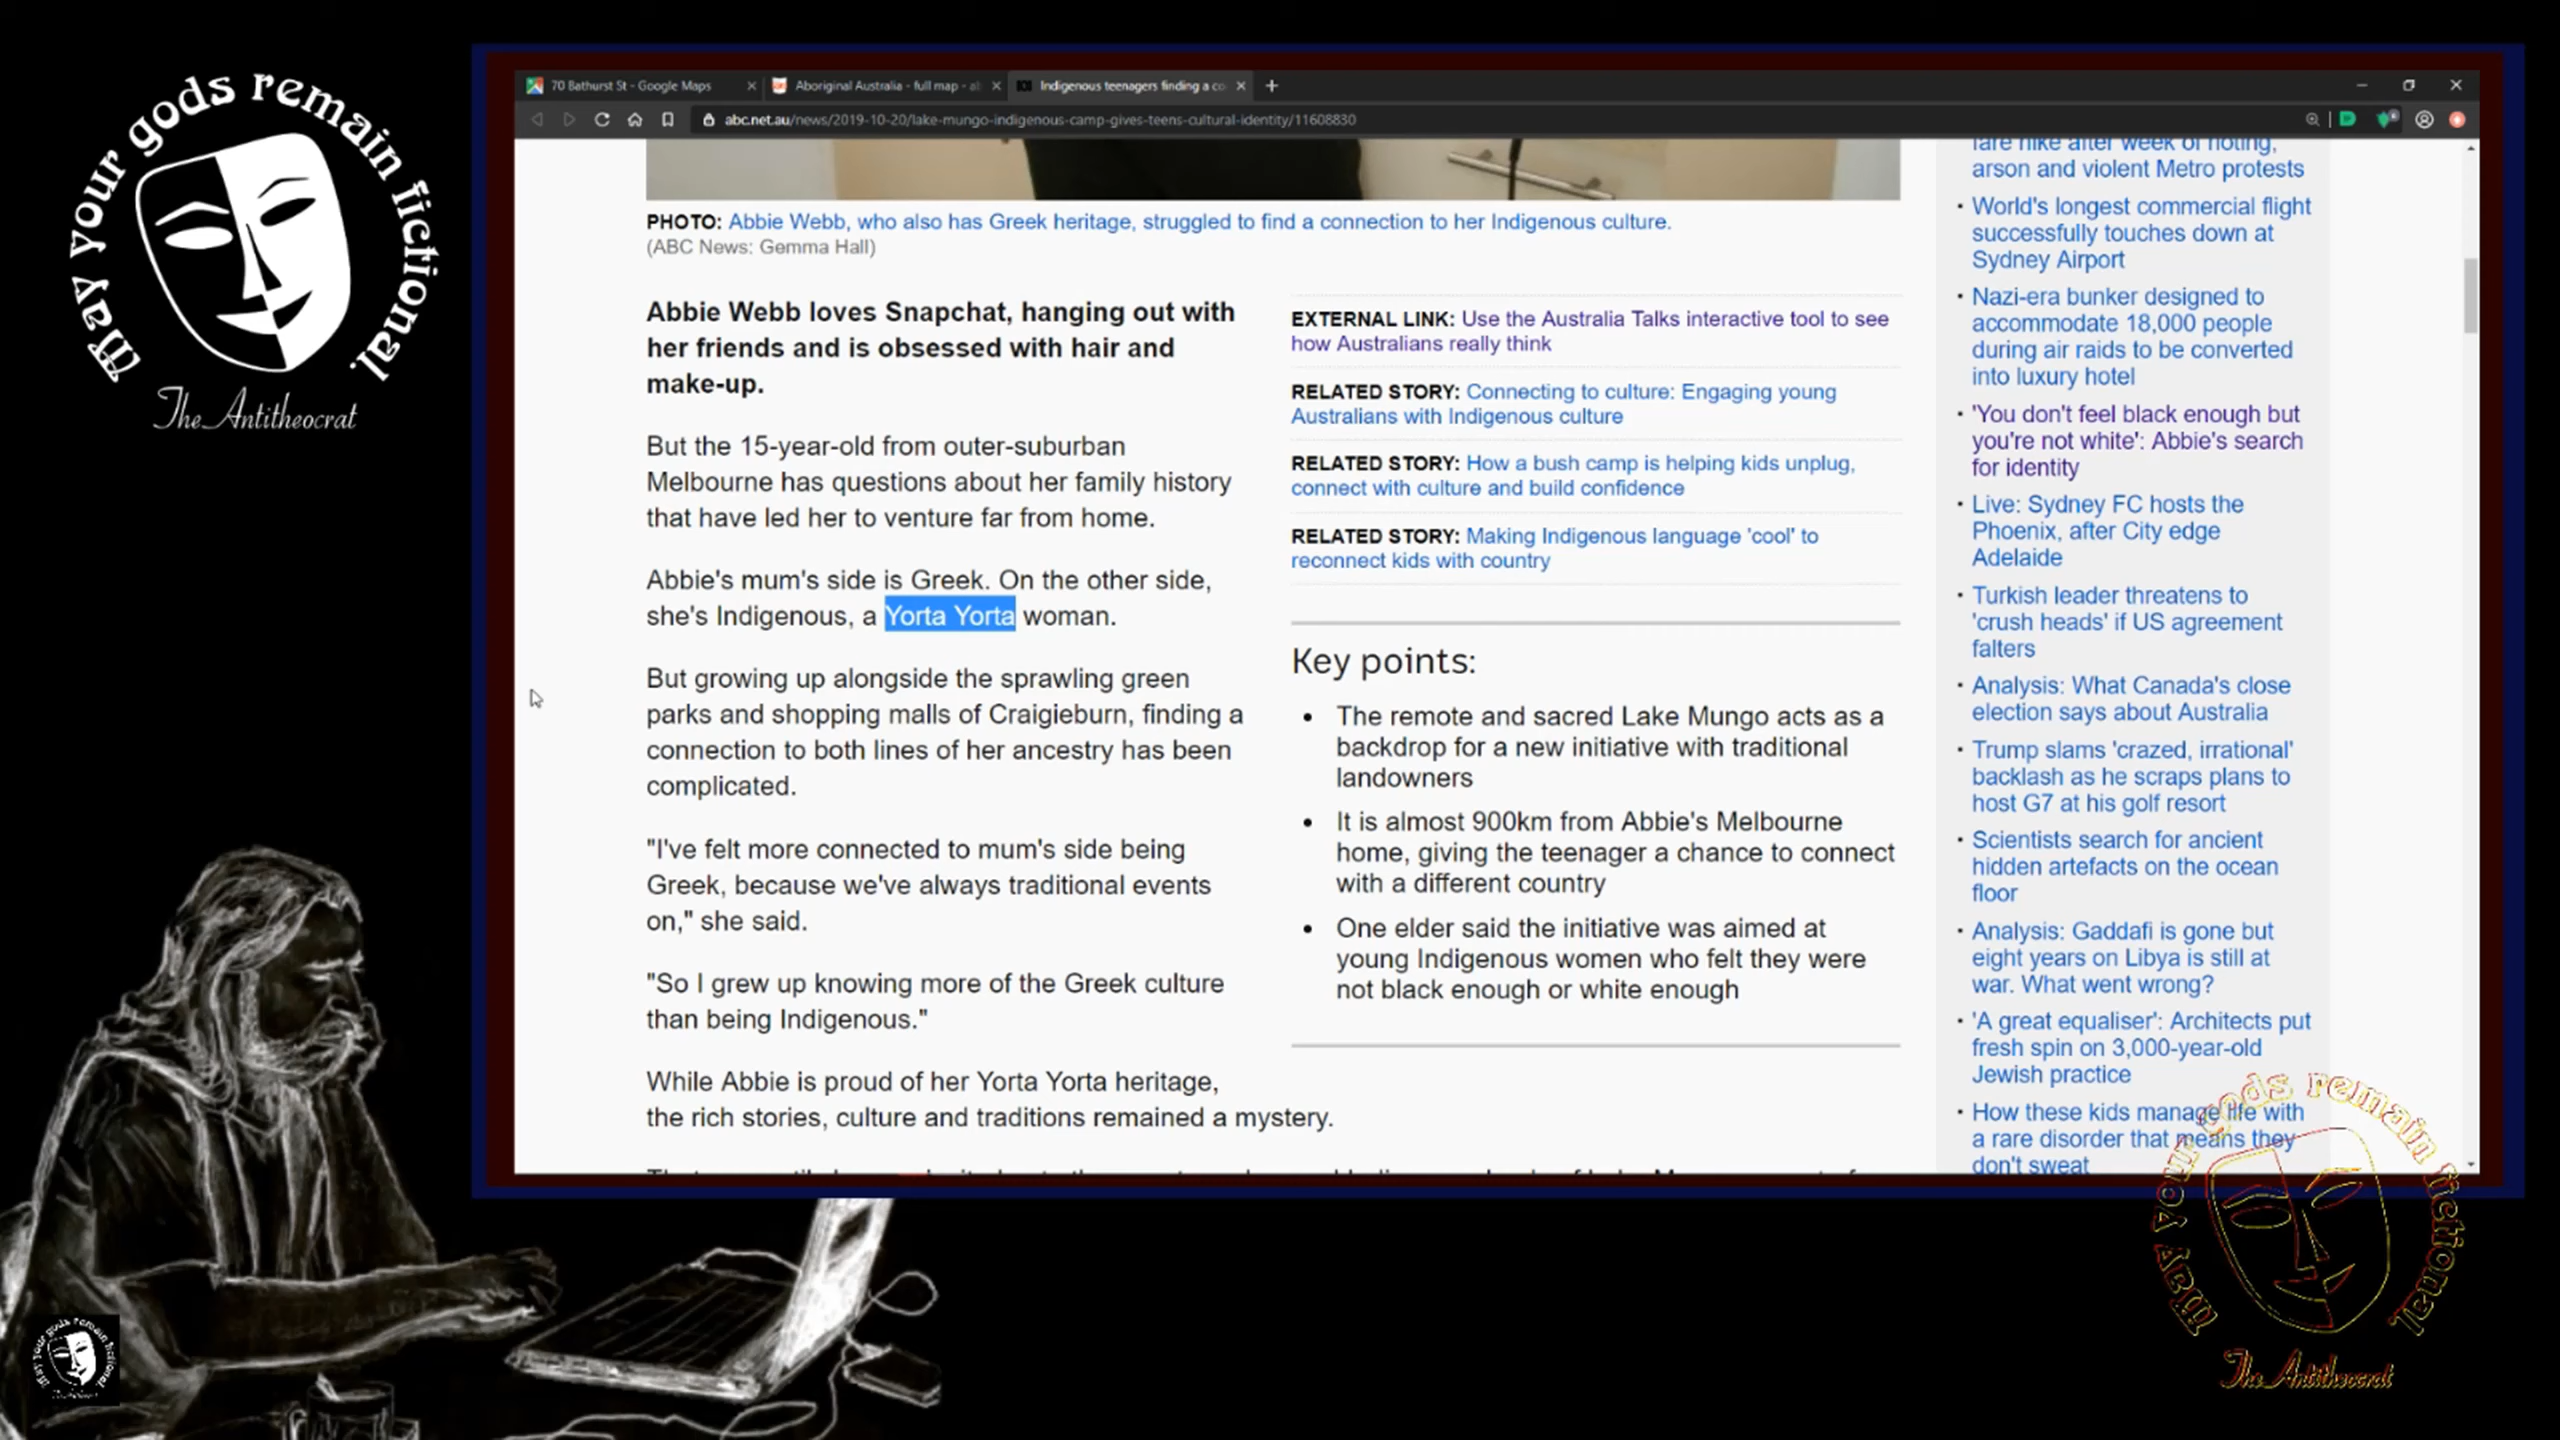 May your gods remain fictional
The Antitheocrat
70 Bathurst St - Google Maps
Aboriginal Australia - full map -
Indigenous teenagers finding a co
abc.net.au/news/2019-10-20/lake-mungo-indigenous-camp-gives-teens-cultural-identity/11608830
PHOTO: Abbie Webb, who also has Greek heritage, struggled to find a connection to her Indigenous culture.
(ABC News: Gemma Hall)
Abbie Webb loves Snapchat, hanging out with
her friends and is obsessed with hair and
make-up.
But the 15-year-old from outer-suburban
Melbourne has questions about her family history
that have led her to venture far from home.
Abbie's mum's side is Greek. On the other side,
she's Indigenous, a Yorta Yorta woman.
But growing up alongside the sprawling green
parks and shopping malls of Craigieburn, finding a
connection to both lines of her ancestry has been
complicated.
"I've felt more connected to mum's side being
Greek, because we've always traditional events
on," she said.
"So I grew up knowing more of the Greek culture
than being Indigenous."
While Abbie is proud of her Yorta Yorta heritage,
the rich stories, culture and traditions remained a mystery.
EXTERNAL LINK: Use the Australia Talks interactive tool to see
how Australians really think
RELATED STORY: Connecting to culture: Engaging young
Australians with Indigenous culture
RELATED STORY: How a bush camp is helping kids unplug,
connect with culture and build confidence
RELATED STORY: Making Indigenous language 'cool' to
reconnect kids with country
Key points:
• The remote and sacred Lake Mungo acts as a
backdrop for a new initiative with traditional
landowners
• It is almost 900km from Abbie's Melbourne
home, giving the teenager a chance to connect
with a different country
• One elder said the initiative was aimed at
young Indigenous women who felt they were
not black enough or white enough
fare hike after week of rioting,
arson and violent Metro protests
• World's longest commercial flight
successfully touches down at
Sydney Airport
• Nazi-era bunker designed to
accommodate 18,000 people
during air raids to be converted
into luxury hotel
• 'You don't feel black enough but
you're not white': Abbie's search
for identity
• Live: Sydney FC hosts the
Phoenix, after City edge
Adelaide
• Turkish leader threatens to
'crush heads' if US agreement
falters
• Analysis: What Canada's close
election says about Australia
• Trump slams 'crazed, irrational'
backlash as he scraps plans to
host G7 at his golf resort
• Scientists search for ancient
hidden artefacts on the ocean
floor
• Analysis: Gaddafi is gone but
eight years on Libya is still at
war. What went wrong?
• 'A great equaliser': Architects put
fresh spin on 3,000-year-old
Jewish practice
• How these kids manage life with
a rare disorder that means they
don't sweat
May your gods remain fictional
The Antitheocrat
May your gods remain fictional